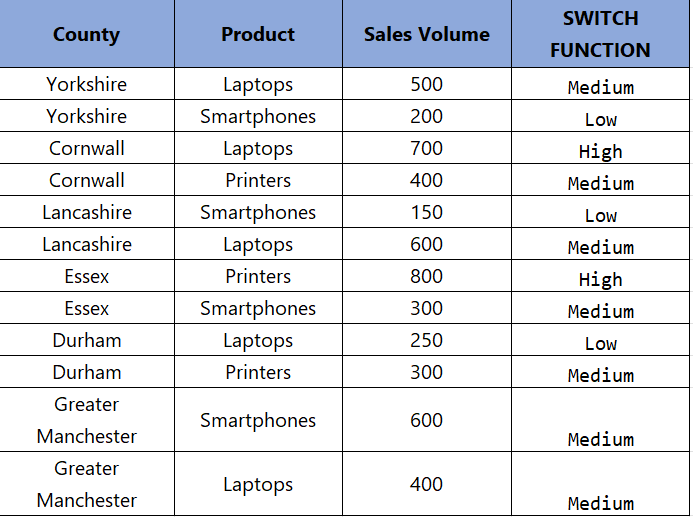 County Product Sales Volume SWITCH
FUNCTION
Yorkshire Laptops 500 Medium
Yorkshire Smartphones 200 Low
Cornwall Laptops 700 High
Cornwall Printers 400 Medium
Lancashire Smartphones 150 Low
Lancashire Laptops 600 Medium
Essex Printers 800 High
Essex Smartphones 300 Medium
Durham Laptops 250 Low
Durham Printers 300 Medium
Greater
Manchester Smartphones 600 Medium
Greater
Manchester Laptops 400 Medium